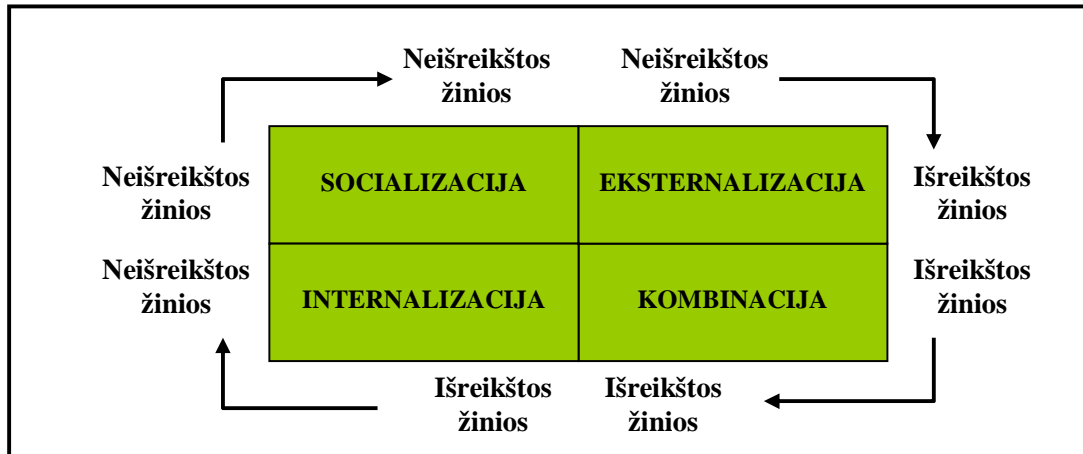 Neišreikštos žinios
Neišreikštos žinios
Neišreikštos žinios
SOCIALIZACIJA
EKSTERNALIZACIJA
Išreikštos žinios
Neišreikštos žinios
INTERNALIZACIJA
KOMBINACIJA
Išreikštos žinios
Išreikštos žinios
Išreikštos žinios